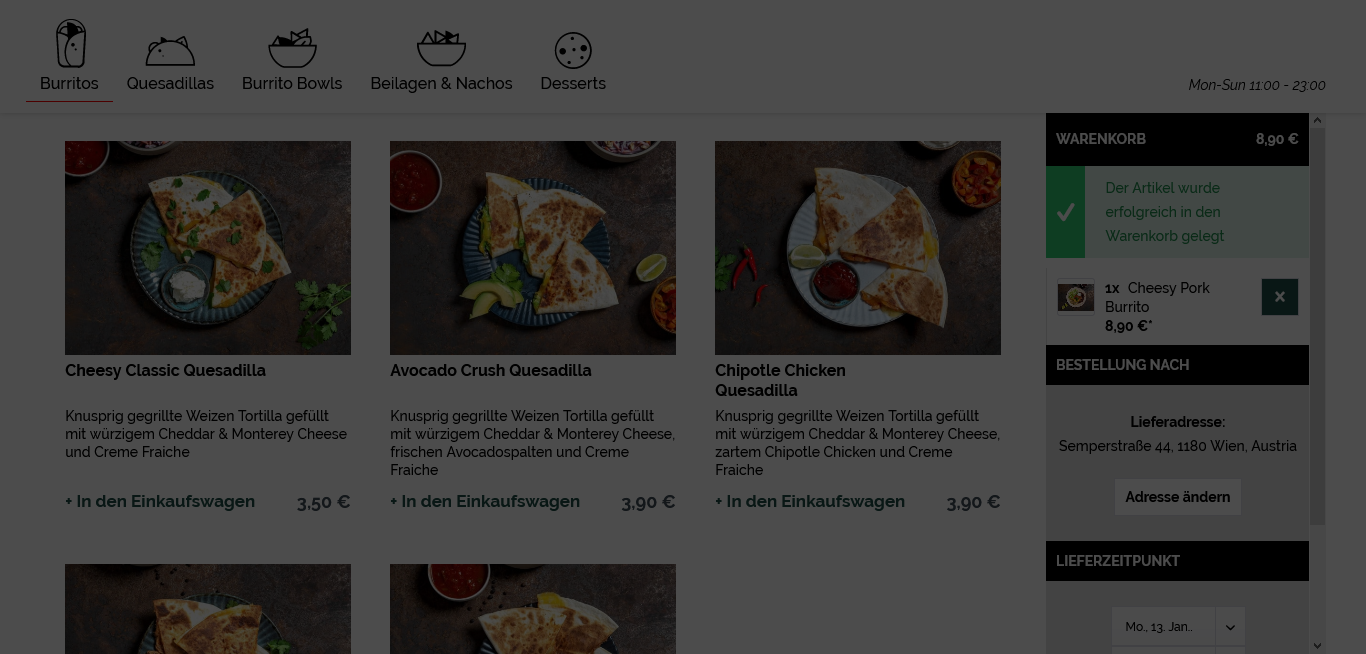 Burritos
Quesadillas
Burrito Bowls
Beilagen & Nachos
Desserts
Mon-Sun 11:00 - 23:00
Cheesy Classic Quesadilla
Knusprig gegrillte Weizen Tortilla gefüllt
mit würzigem Cheddar & Monterey Cheese
und Creme Fraiche
+ In den Einkaufswagen
3,50 €
Avocado Crush Quesadilla
Knusprig gegrillte Weizen Tortilla gefüllt
mit würzigem Cheddar & Monterey Cheese,
frischen Avocadospalten und Creme
Fraiche
+ In den Einkaufswagen
3,90 €
Chipotle Chicken
Quesadilla
Knusprig gegrillte Weizen Tortilla gefüllt
mit würzigem Cheddar & Monterey Cheese,
zartem Chipotle Chicken und Creme
Fraiche
+ In den Einkaufswagen
3,90 €
WARENKORB 8,90 €
Der Artikel wurde
erfolgreich in den
Warenkorb gelegt
1x Cheesy Pork
Burrito
8,90 €*
BESTELLUNG NACH
Lieferadresse:
Semperstraße 44, 1180 Wien, Austria
Adresse ändern
LIEFERZEITPUNKT
Mo., 13. Jan..